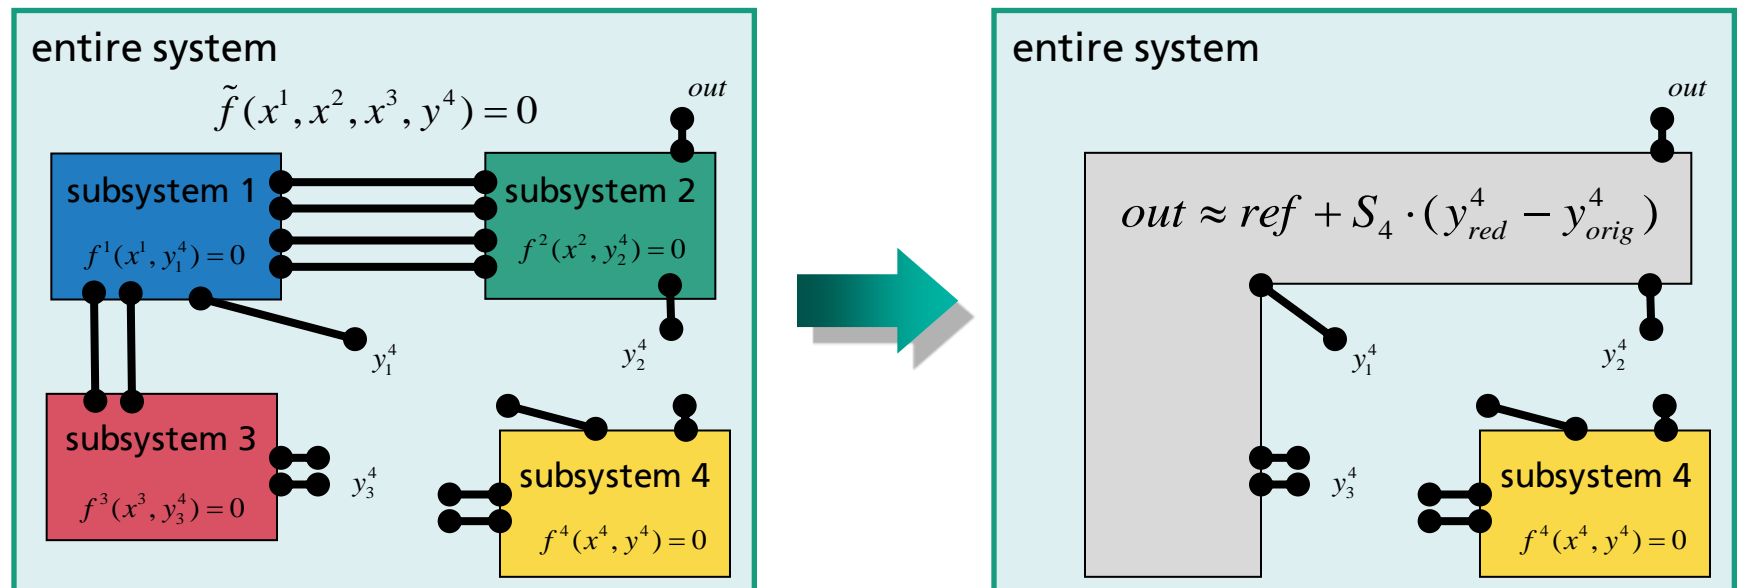 entire system
out
f̃(x¹, x², x³, y⁴) = 0
subsystem 1
f¹(x¹, y₁⁴) = 0
subsystem 2
f²(x², y₂⁴) = 0
y₁⁴
y₂⁴
subsystem 3
f³(x³, y₃⁴) = 0
y₃⁴
subsystem 4
f⁴(x⁴, y⁴) = 0
entire system
out
out ≈ ref + S₄ · (y⁴_red − y⁴_orig)
y₁⁴
y₂⁴
y₃⁴
subsystem 4
f⁴(x⁴, y⁴) = 0